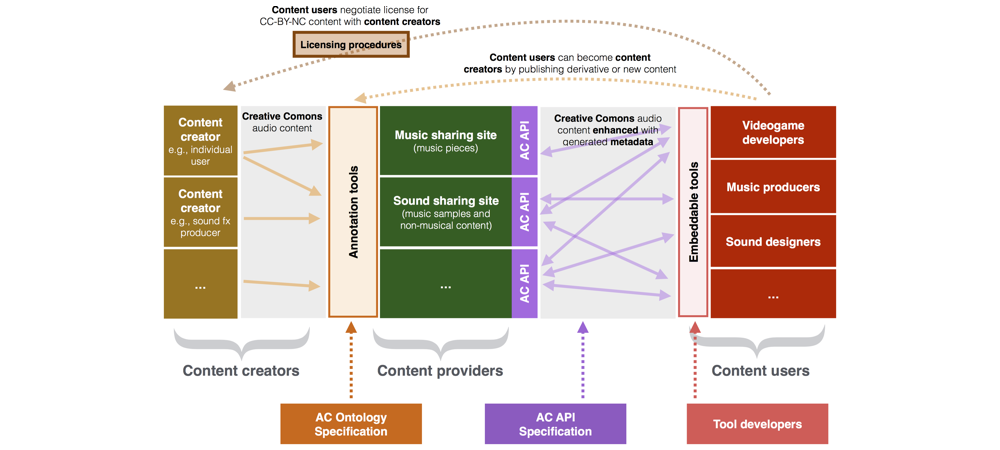 Content users negotiate license for
CC-BY-NC content with content creators
Licensing procedures
Content users can become content
creators by publishing derivative or new content
Content
creator
e.g., individual
user
Content
creator
e.g., sound fx
producer
...
Creative Commons
audio content
Annotation tools
Music sharing site
(music pieces)
Sound sharing site
(music samples and
non-musical content)
...
AC API
AC API
AC API
Creative Commons audio
content enhanced with
generated metadata
Embeddable tools
Videogame
developers
Music producers
Sound designers
...
Content creators
Content providers
Content users
AC Ontology
Specification
AC API
Specification
Tool developers